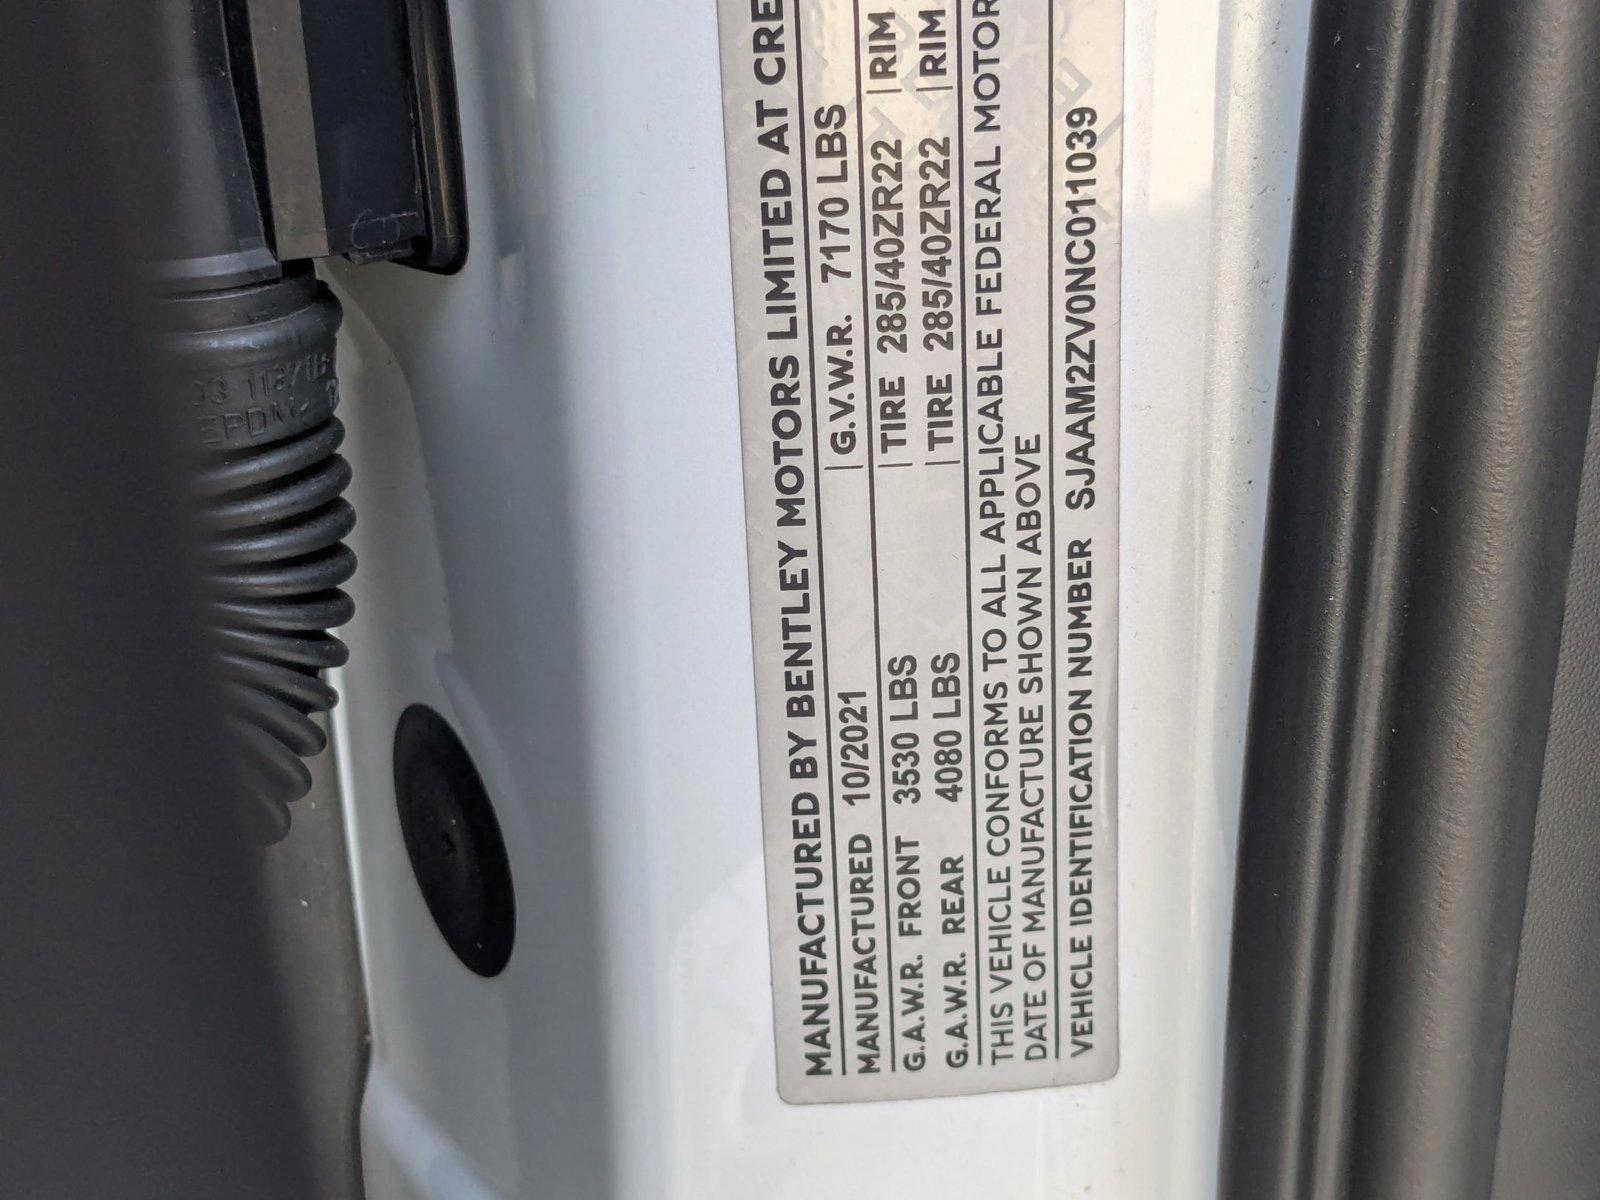 MANUFACTURED BY BENTLEY MOTORS LIMITED AT CRE
MANUFACTURED 10/2021 G.V.W.R. 7170 LBS
G.A.W.R. FRONT 3530 LBS TIRE 285/40ZR22 RIM
G.A.W.R. REAR 4080 LBS TIRE 285/40ZR22 RIM
THIS VEHICLE CONFORMS TO ALL APPLICABLE FEDERAL MOTOR
DATE OF MANUFACTURE SHOWN ABOVE
VEHICLE IDENTIFICATION NUMBER SJAAM2ZV0NC011039
EPDM